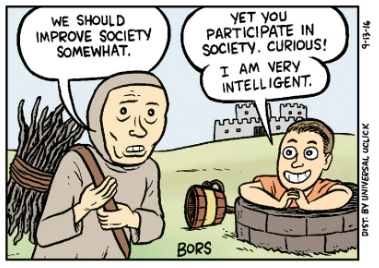 WE SHOULD
IMPROVE SOCIETY
SOMEWHAT.
YET YOU
PARTICIPATE IN
SOCIETY. CURIOUS!
I AM VERY
INTELLIGENT.
BORS
9-13-16
DIST. BY UNIVERSAL UCLICK